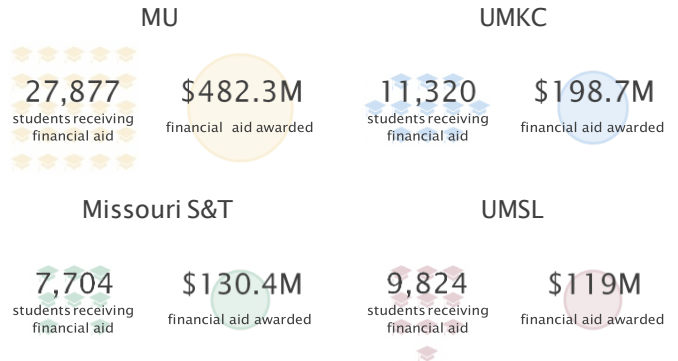 MU
27,877
students receiving
financial aid
$482.3M
financial aid awarded
UMKC
11,320
students receiving
financial aid
$198.7M
financial aid awarded
Missouri S&T
7,704
students receiving
financial aid
$130.4M
financial aid awarded
UMSL
9,824
students receiving
financial aid
$119M
financial aid awarded